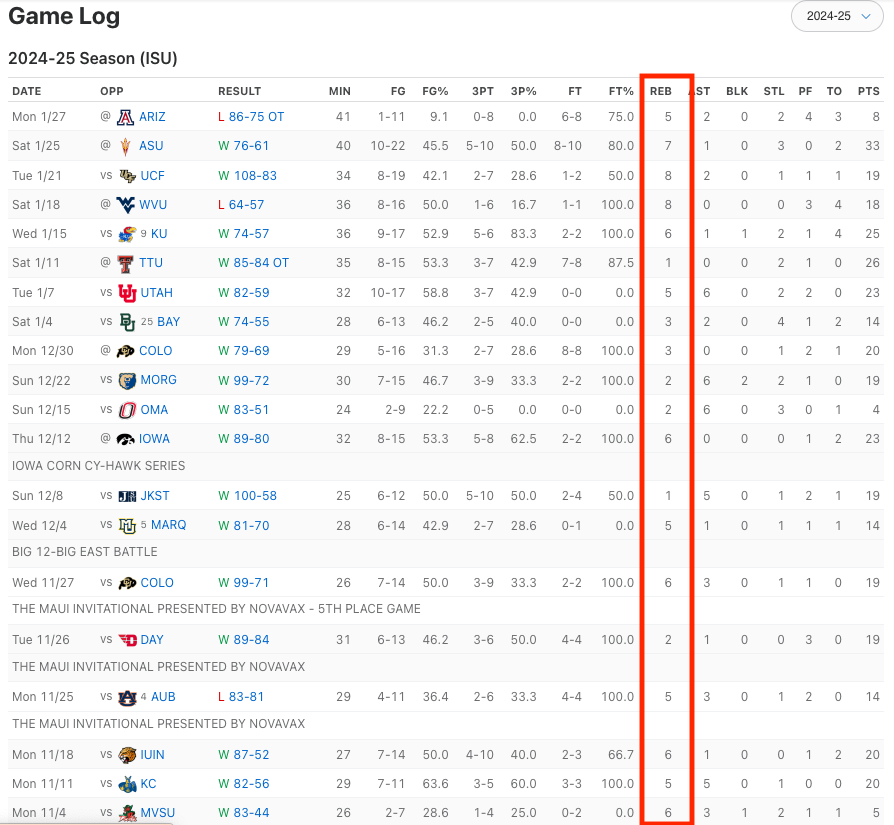 Game Log
2024-25
2024-25 Season (ISU)
DATE OPP RESULT MIN FG FG% 3PT 3P% FT FT% REB AST BLK STL PF TO PTS
Mon 1/27 @ ARIZ L 86-75 OT 41 1-11 9.1 0-8 0.0 6-8 75.0 5 2 0 2 4 3 8
Sat 1/25 @ ASU W 76-61 40 10-22 45.5 5-10 50.0 8-10 80.0 7 1 0 3 0 2 33
Tue 1/21 vs UCF W 108-83 34 8-19 42.1 2-7 28.6 1-2 50.0 8 2 0 1 1 1 19
Sat 1/18 @ WVU L 64-57 36 8-16 50.0 1-6 16.7 1-1 100.0 8 0 0 0 3 4 18
Wed 1/15 vs 9 KU W 74-57 36 9-17 52.9 5-6 83.3 2-2 100.0 6 1 1 2 1 4 25
Sat 1/11 @ TTU W 85-84 OT 35 8-15 53.3 3-7 42.9 7-8 87.5 1 0 0 2 1 0 26
Tue 1/7 vs UTAH W 82-59 32 10-17 58.8 3-7 42.9 0-0 0.0 5 6 0 2 2 0 23
Sat 1/4 vs 25 BAY W 74-55 28 6-13 46.2 2-5 40.0 0-0 0.0 3 2 0 4 1 2 14
Mon 12/30 @ COLO W 79-69 29 5-16 31.3 2-7 28.6 8-8 100.0 3 0 0 1 2 1 20
Sun 12/22 vs MORG W 99-72 30 7-15 46.7 3-9 33.3 2-2 100.0 2 6 2 2 1 0 19
Sun 12/15 vs OMA W 83-51 24 2-9 22.2 0-5 0.0 0-0 0.0 2 6 0 3 0 1 4
Thu 12/12 @ IOWA W 89-80 32 8-15 53.3 5-8 62.5 2-2 100.0 6 0 0 0 1 2 23
IOWA CORN CY-HAWK SERIES
Sun 12/8 vs JKST W 100-58 25 6-12 50.0 5-10 50.0 2-4 50.0 1 5 0 1 2 1 19
Wed 12/4 vs 5 MARQ W 81-70 28 6-14 42.9 2-7 28.6 0-1 0.0 5 1 0 1 1 1 14
BIG 12-BIG EAST BATTLE
Wed 11/27 vs COLO W 99-71 26 7-14 50.0 3-9 33.3 2-2 100.0 6 3 0 1 1 0 19
THE MAUI INVITATIONAL PRESENTED BY NOVAVAX - 5TH PLACE GAME
Tue 11/26 vs DAY W 89-84 31 6-13 46.2 3-6 50.0 4-4 100.0 2 1 0 0 3 0 19
THE MAUI INVITATIONAL PRESENTED BY NOVAVAX
Mon 11/25 vs 4 AUB L 83-81 29 4-11 36.4 2-6 33.3 4-4 100.0 5 3 0 1 2 0 14
THE MAUI INVITATIONAL PRESENTED BY NOVAVAX
Mon 11/18 vs IUIN W 87-52 27 7-14 50.0 4-10 40.0 2-3 66.7 6 1 0 0 1 2 20
Mon 11/11 vs KC W 82-56 29 7-11 63.6 3-5 60.0 3-3 100.0 5 5 0 1 0 0 20
Mon 11/4 vs MVSU W 83-44 26 2-7 28.6 1-4 25.0 0-2 0.0 6 3 1 2 1 1 5